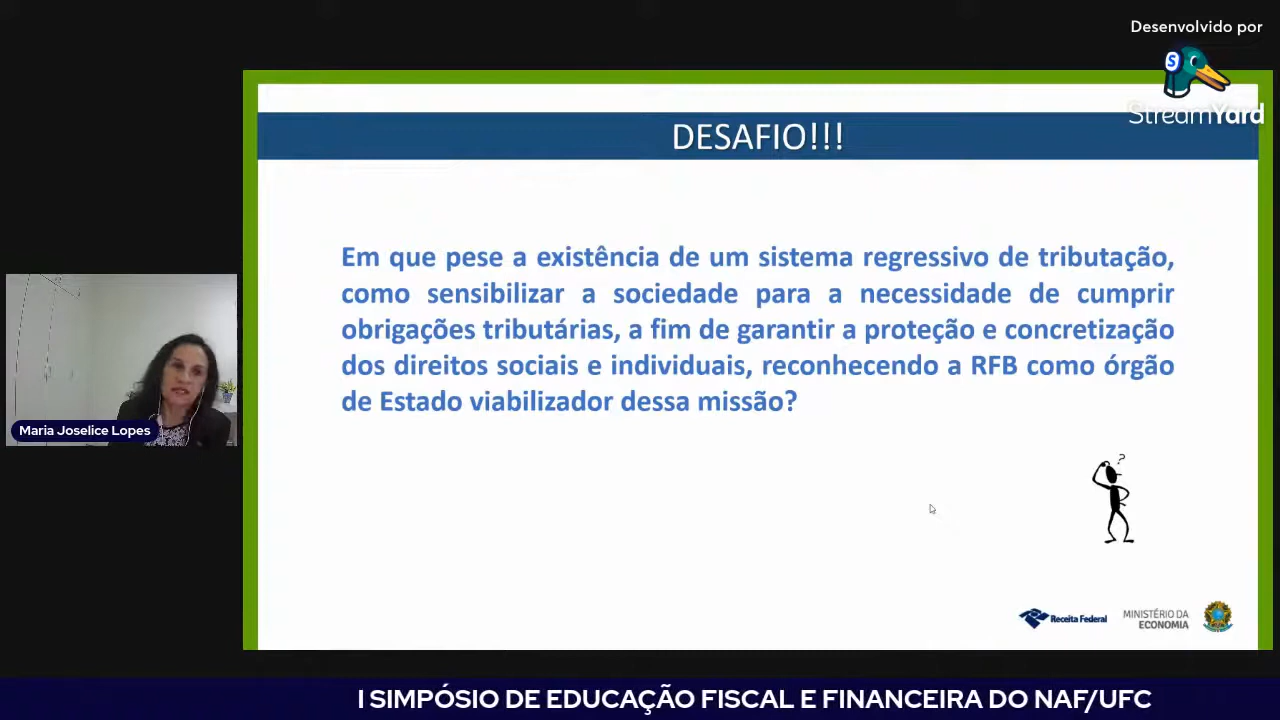 Desenvolvido por
StreamYard
DESAFIO!!!
Em que pese a existência de um sistema regressivo de tributação,
como sensibilizar a sociedade para a necessidade de cumprir
obrigações tributárias, a fim de garantir a proteção e concretização
dos direitos sociais e individuais, reconhecendo a RFB como órgão
de Estado viabilizador dessa missão?
?
Maria Joselice Lopes
Receita Federal
MINISTÉRIO DA
ECONOMIA
I SIMPÓSIO DE EDUCAÇÃO FISCAL E FINANCEIRA DO NAF/UFC